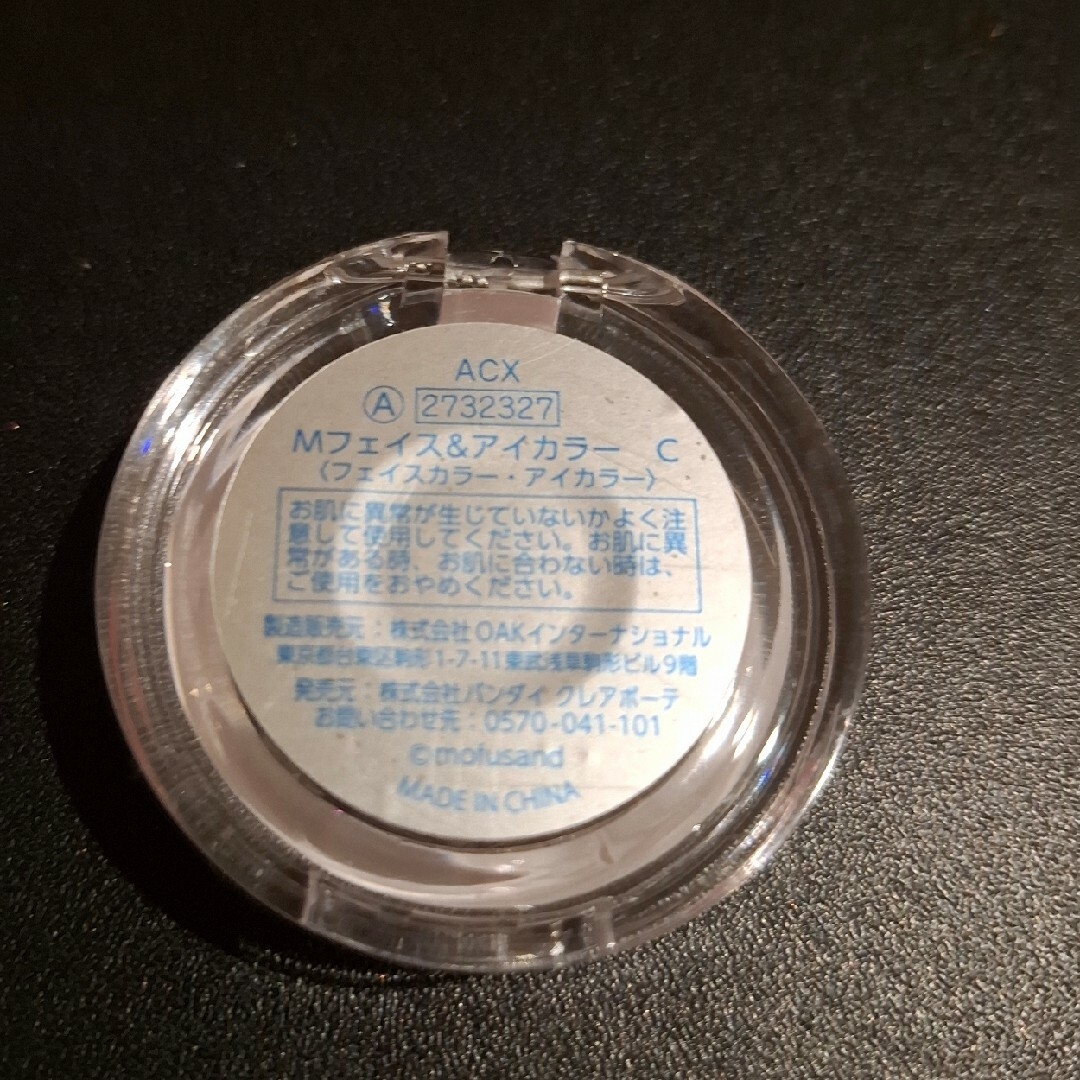 ACX
Ⓐ 2732327
Mフェイス&アイカラー C
〈フェイスカラー・アイカラー〉
お肌に異常が生じていないかよく注
意して使用してください。お肌に異
常がある時、お肌に合わない時は、
ご使用をおやめください。
製造販売元:株式会社 OAKインターナショナル
東京都台東区駒形1-7-11東武浅草駒形ビル9階
発売元:株式会社バンダイ クレアボーテ
お問い合わせ元:0570-041-101
©mofusand
MADE IN CHINA